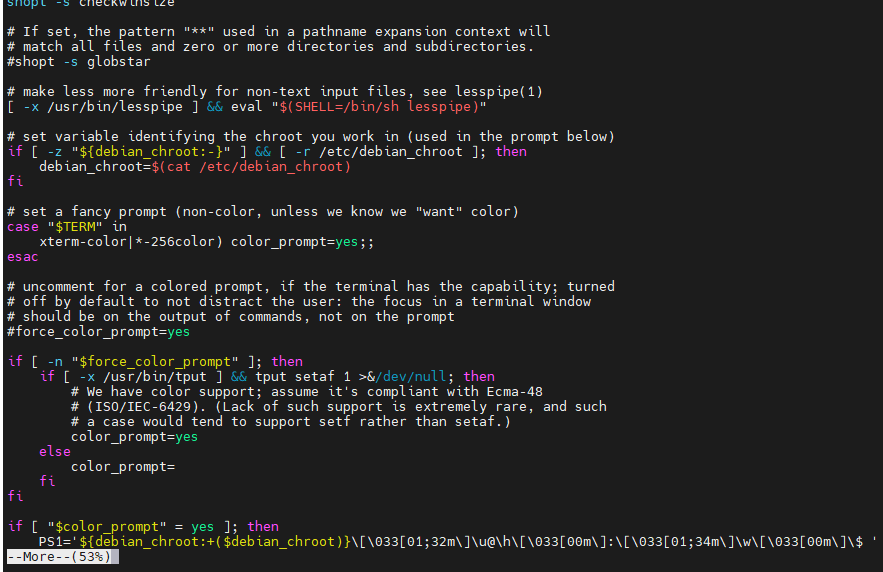 shopt -s checkwinsize
# If set, the pattern "**" used in a pathname expansion context will
# match all files and zero or more directories and subdirectories.
#shopt -s globstar
# make less more friendly for non-text input files, see lesspipe(1)
[ -x /usr/bin/lesspipe ] && eval "$(SHELL=/bin/sh lesspipe)"
# set variable identifying the chroot you work in (used in the prompt below)
if [ -z "${debian_chroot:-}" ] && [ -r /etc/debian_chroot ]; then
    debian_chroot=$(cat /etc/debian_chroot)
fi
# set a fancy prompt (non-color, unless we know we "want" color)
case "$TERM" in
    xterm-color|*-256color) color_prompt=yes;;
esac
# uncomment for a colored prompt, if the terminal has the capability; turned
# off by default to not distract the user: the focus in a terminal window
# should be on the output of commands, not on the prompt
#force_color_prompt=yes
if [ -n "$force_color_prompt" ]; then
    if [ -x /usr/bin/tput ] && tput setaf 1 >&/dev/null; then
        # We have color support; assume it's compliant with Ecma-48
        # (ISO/IEC-6429). (Lack of such support is extremely rare, and such
        # a case would tend to support setf rather than setaf.)
        color_prompt=yes
    else
        color_prompt=
    fi
fi
if [ "$color_prompt" = yes ]; then
    PS1='${debian_chroot:+($debian_chroot)}\[\033[01;32m\]\u@\h\[\033[00m\]:\[\033[01;34m\]\w\[\033[00m\]\$ '
--More--(53%)